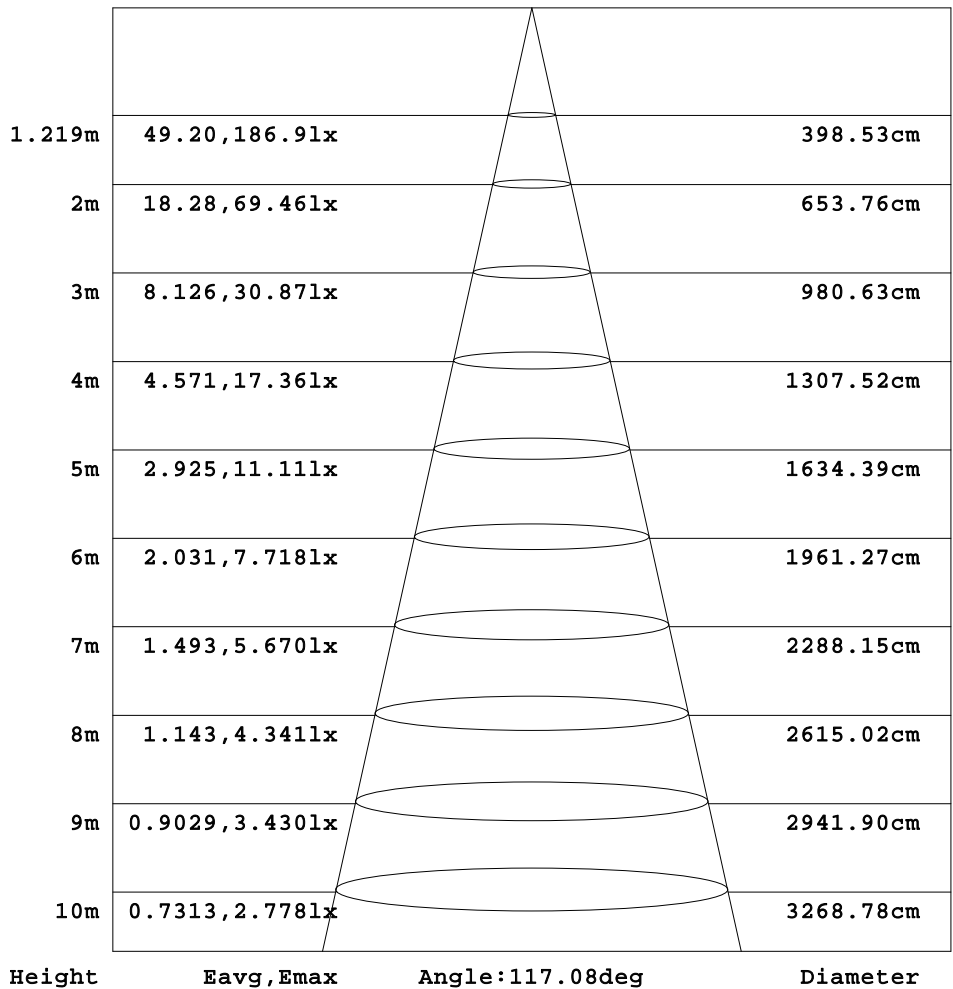 1.219m 49.20,186.9lx 398.53cm
2m 18.28,69.46lx 653.76cm
3m 8.126,30.87lx 980.63cm
4m 4.571,17.36lx 1307.52cm
5m 2.925,11.11lx 1634.39cm
6m 2.031,7.718lx 1961.27cm
7m 1.493,5.670lx 2288.15cm
8m 1.143,4.341lx 2615.02cm
9m 0.9029,3.430lx 2941.90cm
10m 0.7313,2.778lx 3268.78cm
Height Eavg,Emax Angle:117.08deg Diameter